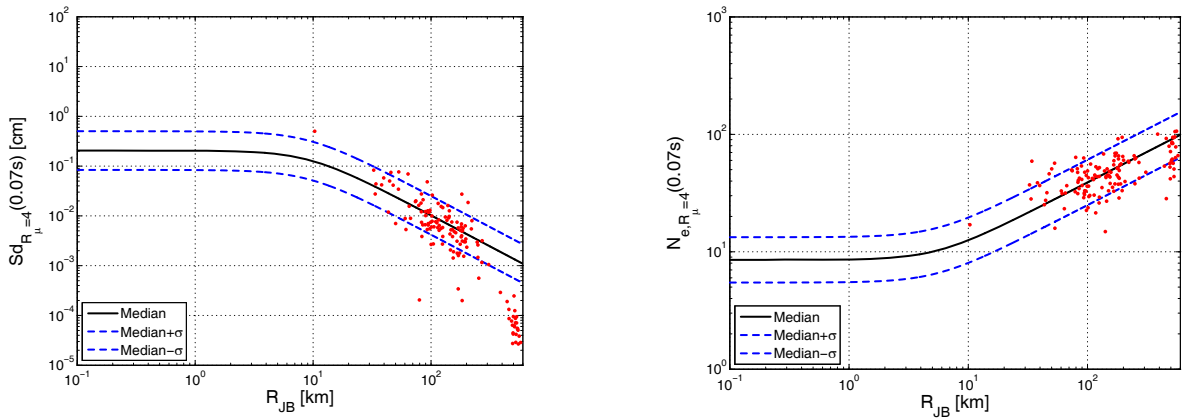 10^2
10^1
10^0
10^−1
10^−2
10^−3
10^−4
10^−5
Sd_{R_μ=4}(0.07s) [cm]
Median
Median+σ
Median−σ
10^−1
10^0
10^1
10^2
R_JB [km]
10^3
10^2
10^1
10^0
N_{e,R_μ=4}(0.07s)
Median
Median+σ
Median−σ
10^−1
10^0
10^1
10^2
R_JB [km]